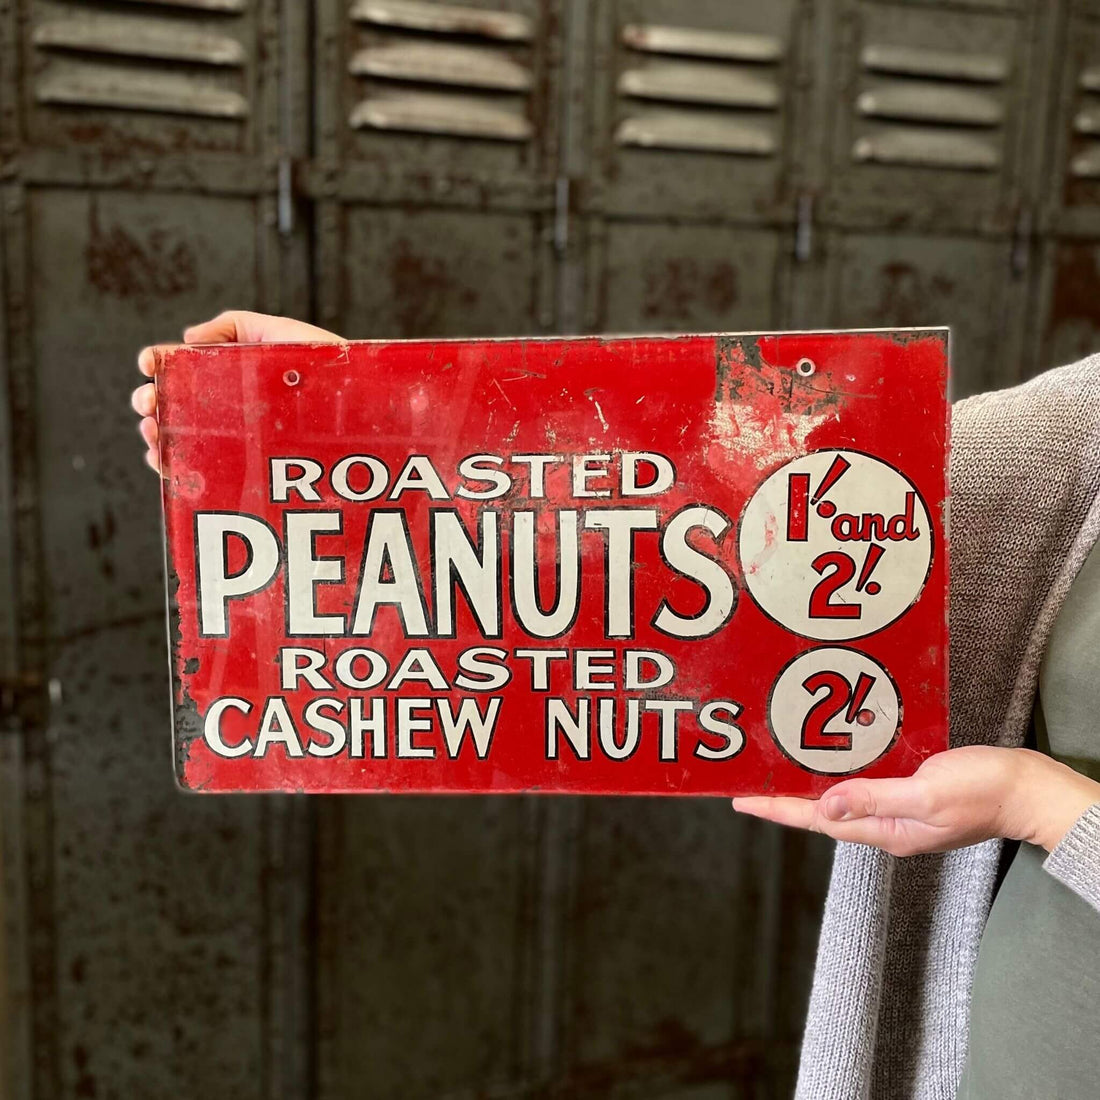 ROASTED
PEANUTS
1/. and
2/.
ROASTED
CASHEW NUTS
2/.